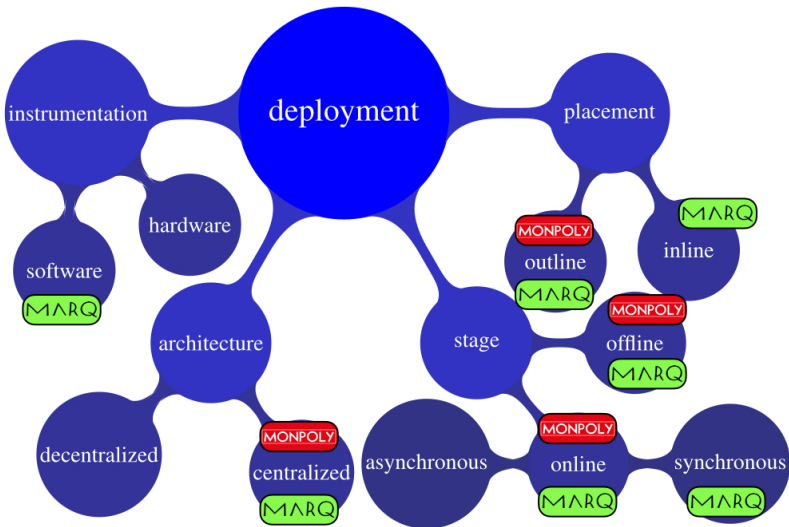 deployment
instrumentation
placement
hardware
software
MARQ
MONPOLY
outline
MARQ
MARQ
inline
architecture
stage
MONPOLY
offline
MARQ
decentralized
MONPOLY
centralized
MARQ
asynchronous
MONPOLY
online
MARQ
synchronous
MARQ